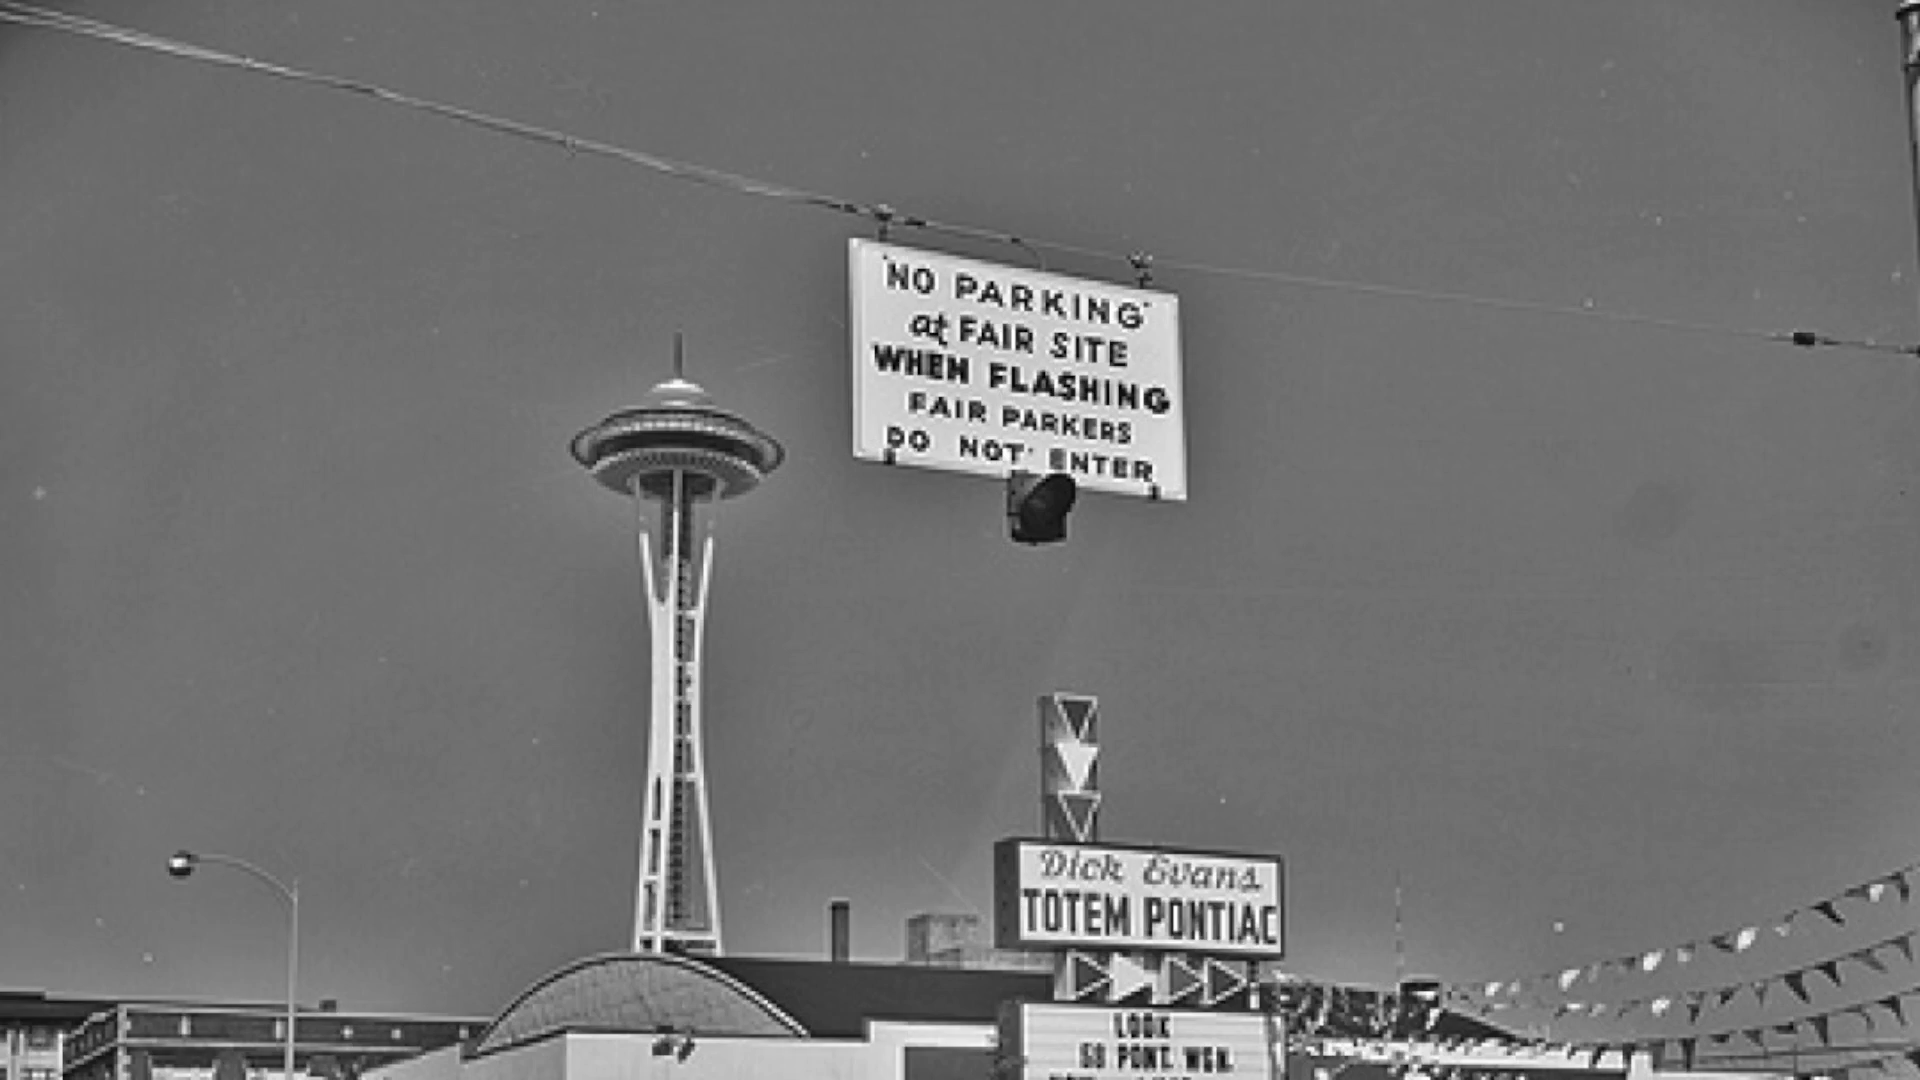 "NO PARKING"
at FAIR SITE
WHEN FLASHING
FAIR PARKERS
DO NOT ENTER
Dick Evans
TOTEM PONTIAC
LOOK
PONT. WGN.